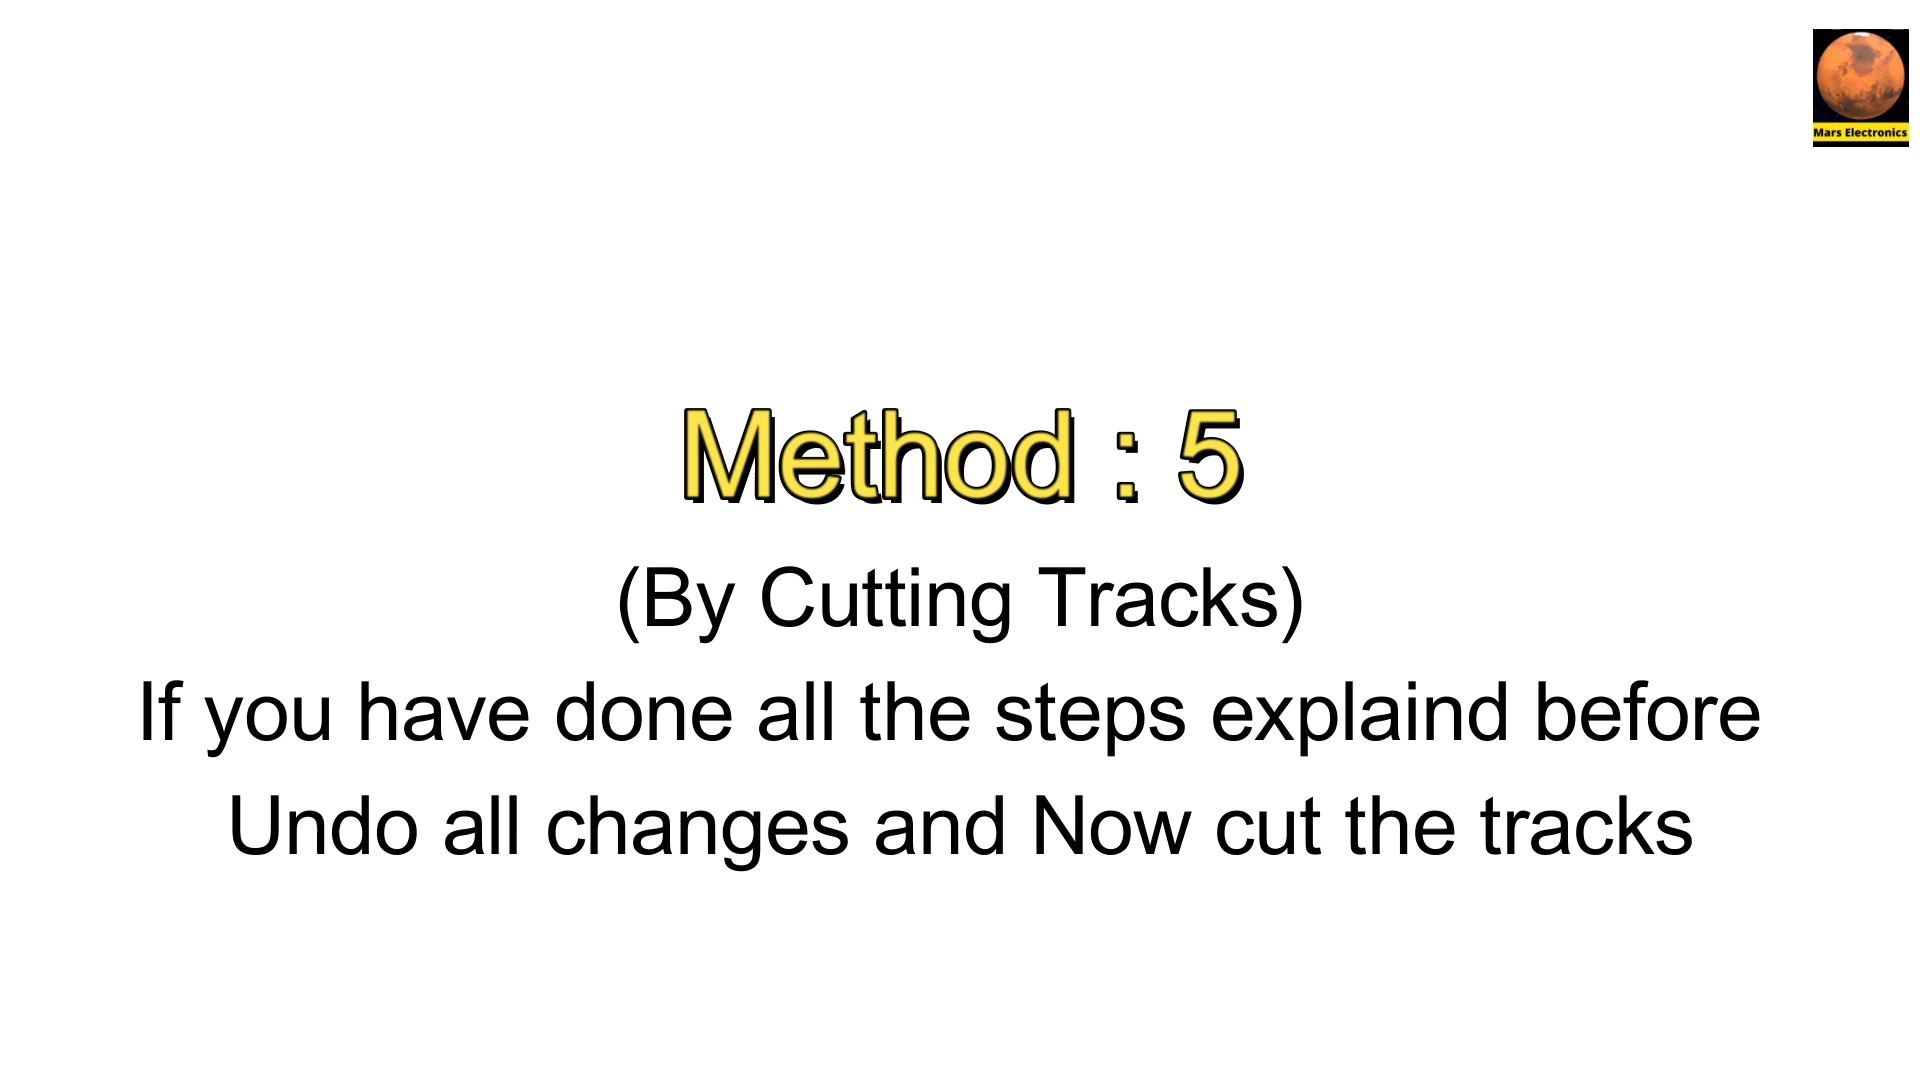 Mars Electronics
Method : 5
(By Cutting Tracks)
If you have done all the steps explaind before
Undo all changes and Now cut the tracks